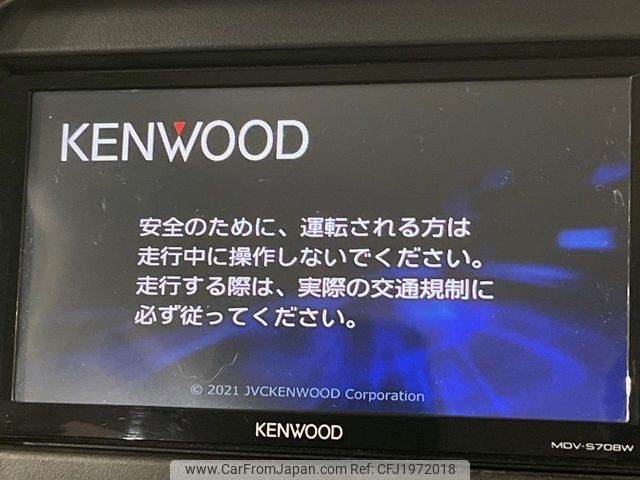 KENWOOD
安全のために、運転される方は
走行中に操作しないでください。
走行する際は、実際の交通規制に
必ず従ってください。
© 2021 JVCKENWOOD Corporation
KENWOOD
MDV-S708W
www.CarFromJapan.com Car code: CFJ1972018